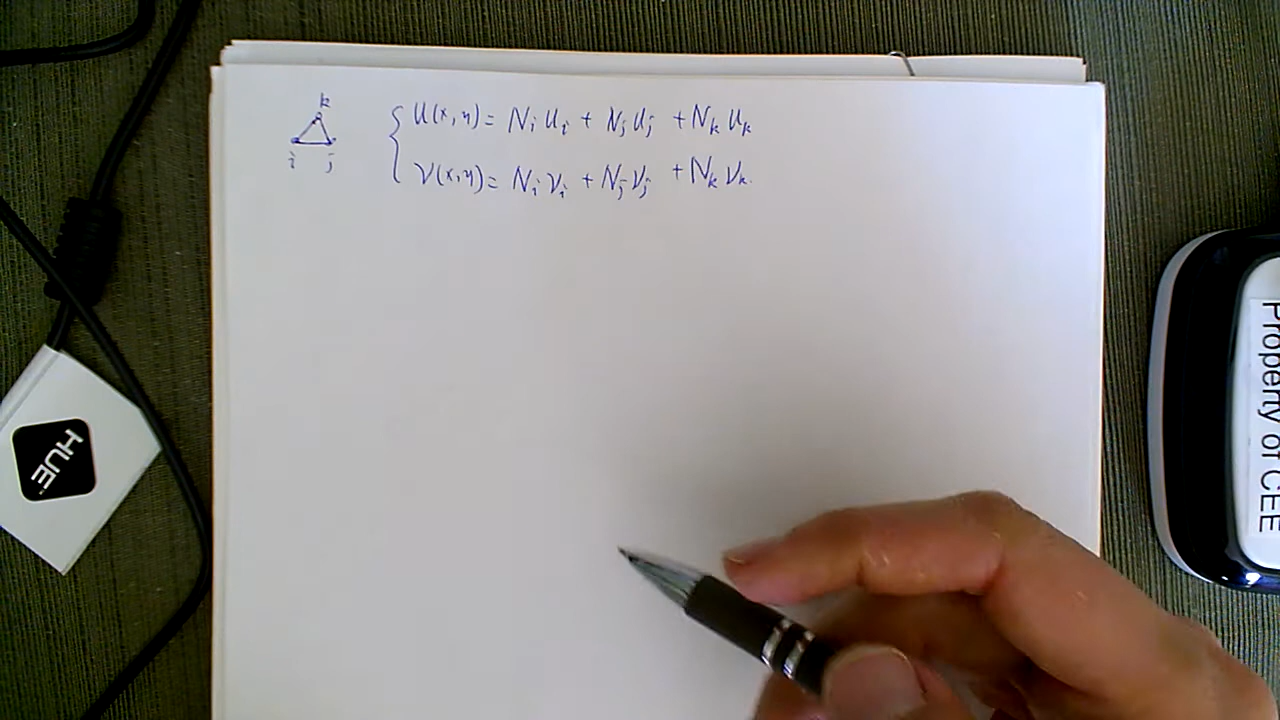 k
i j
u(x,y) = Nᵢ uᵢ + Nⱼ uⱼ + Nₖ uₖ
v(x,y) = Nᵢ vᵢ + Nⱼ vⱼ + Nₖ vₖ.
HUE
Property of CEE